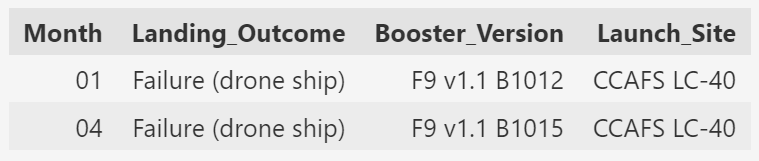 Month Landing_Outcome Booster_Version Launch_Site
01 Failure (drone ship) F9 v1.1 B1012 CCAFS LC-40
04 Failure (drone ship) F9 v1.1 B1015 CCAFS LC-40